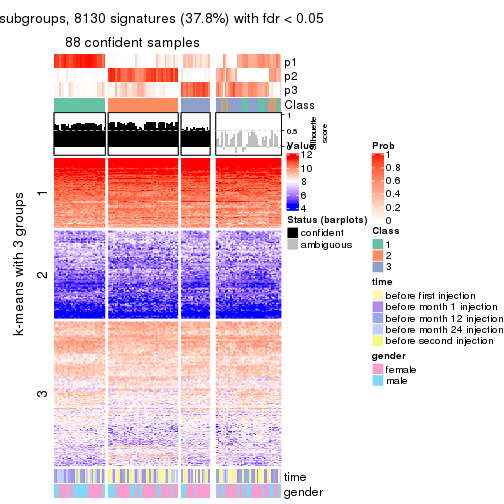 subgroups, 8130 signatures (37.8%) with fdr < 0.05
88 confident samples
p1
p2
p3
Class
1
0.5
0
Silhouette
score
k-means with 3 groups
1
2
3
time
gender
Value
12
10
8
6
4
Status (barplots)
confident
ambiguous
Prob
1
0.8
0.6
0.4
0.2
0
Class
1
2
3
time
before first injection
before month 1 injection
before month 12 injection
before month 24 injection
before second injection
gender
female
male